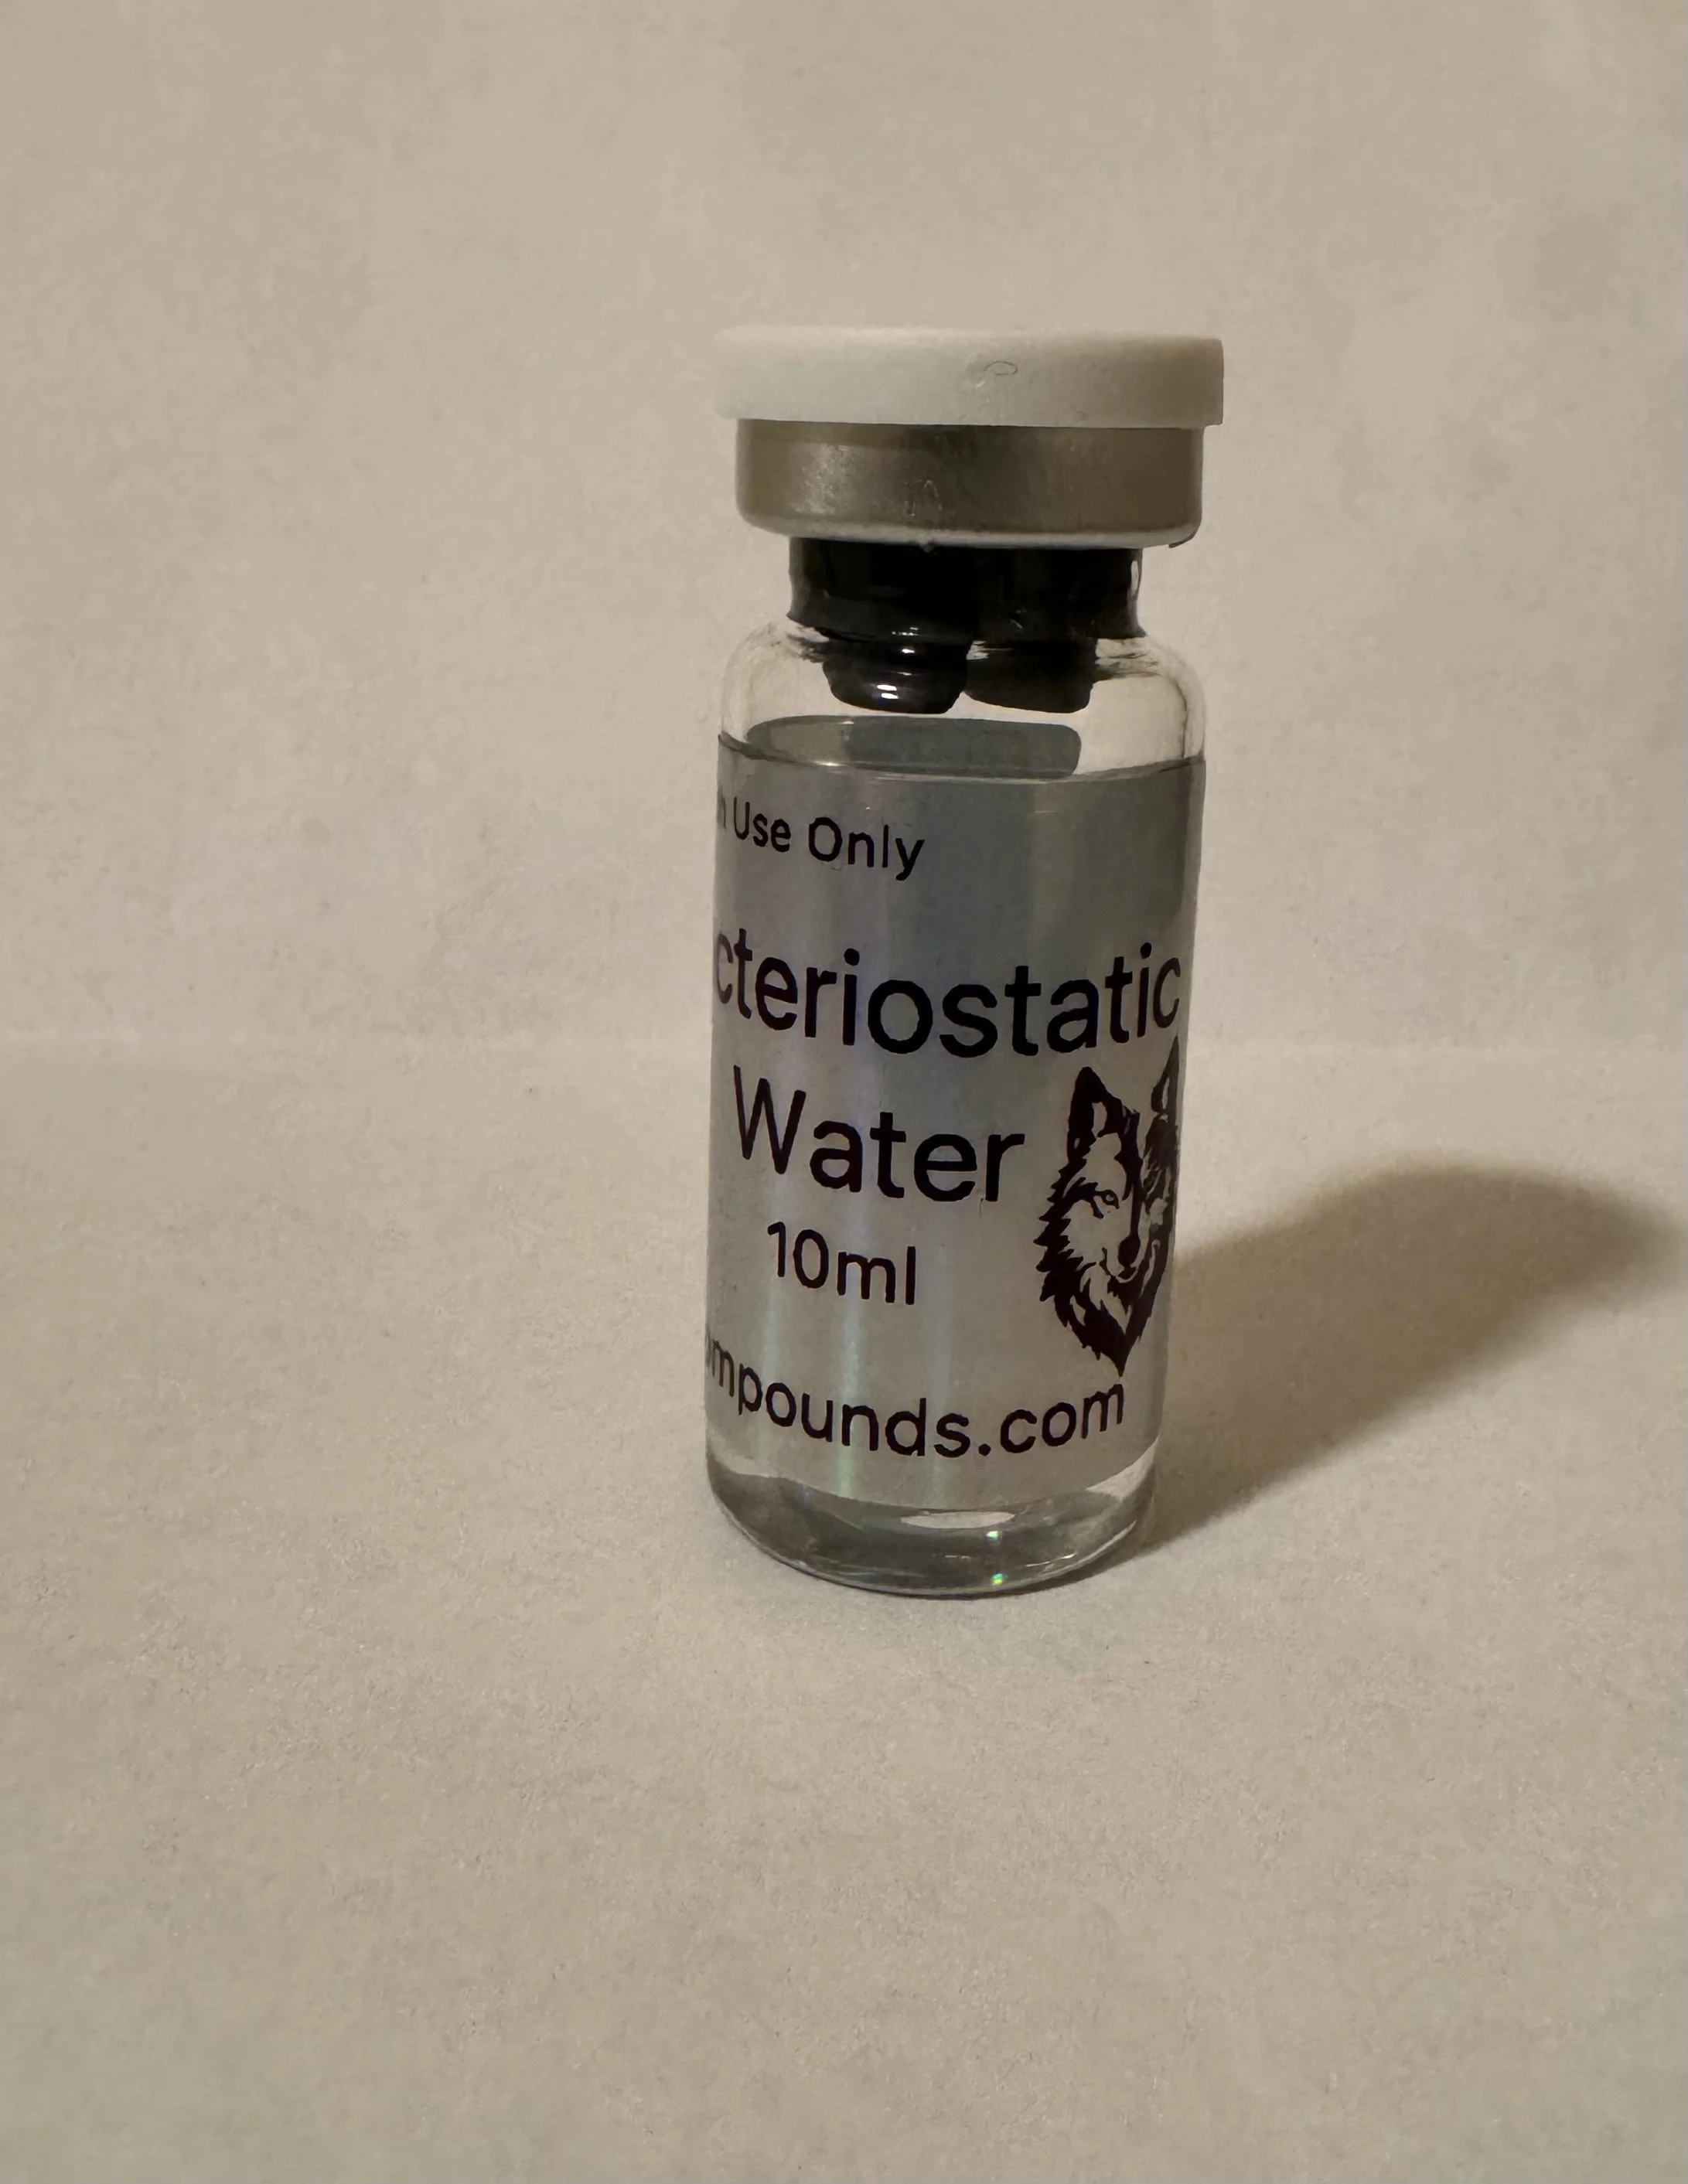 Use Only
cteriostatic
Water
10ml
mpounds.com